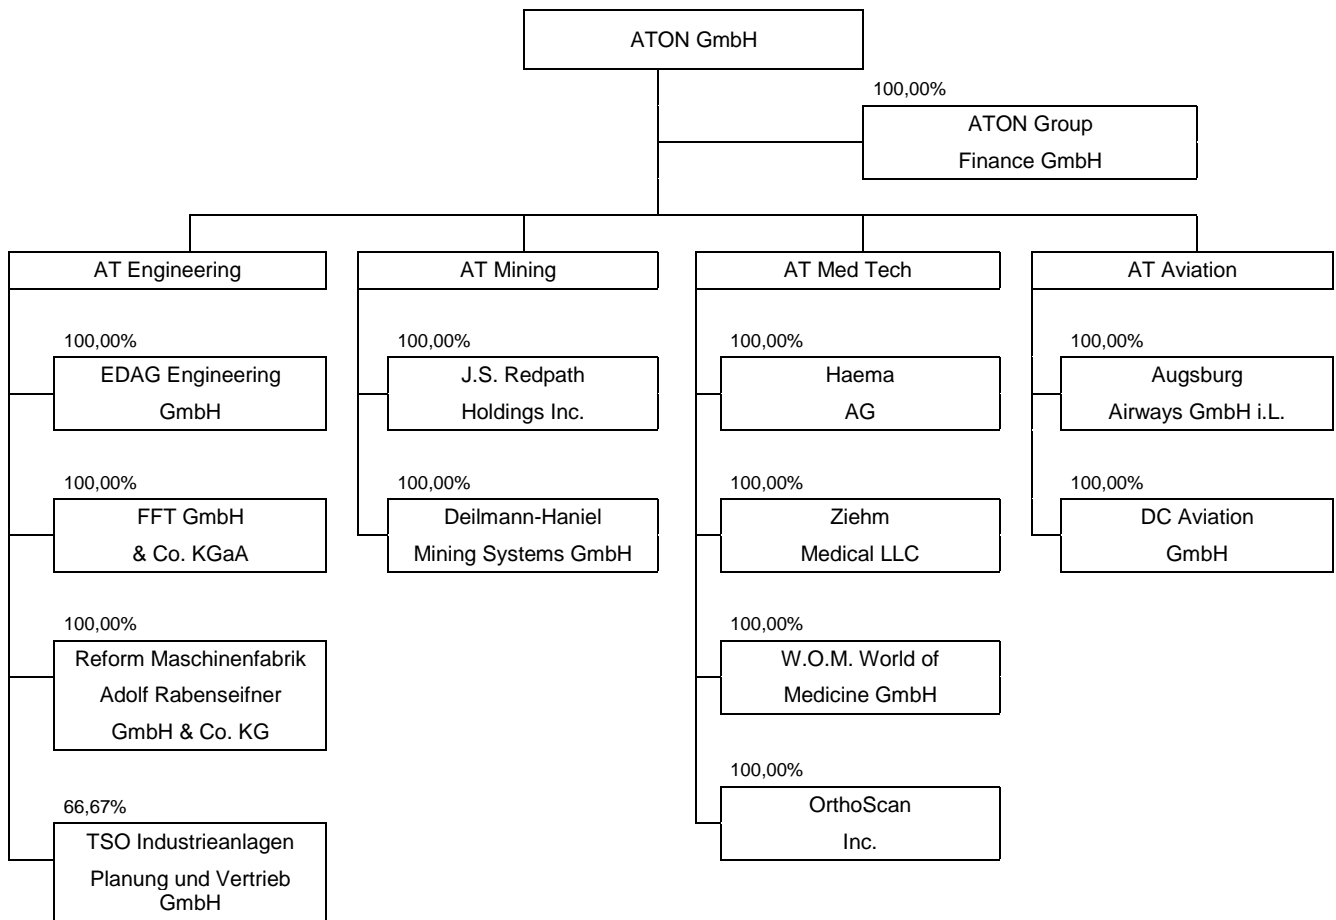 ATON GmbH
100,00%
ATON Group
Finance GmbH
AT Engineering
AT Mining
AT Med Tech
AT Aviation
100,00%
EDAG Engineering
GmbH
100,00%
J.S. Redpath
Holdings Inc.
100,00%
Haema
AG
100,00%
Augsburg
Airways GmbH i.L.
100,00%
FFT GmbH
& Co. KGaA
100,00%
Deilmann-Haniel
Mining Systems GmbH
100,00%
Ziehm
Medical LLC
100,00%
DC Aviation
GmbH
100,00%
Reform Maschinenfabrik
Adolf Rabenseifner
GmbH & Co. KG
100,00%
W.O.M. World of
Medicine GmbH
66,67%
TSO Industrieanlagen
Planung und Vertrieb
GmbH
100,00%
OrthoScan
Inc.